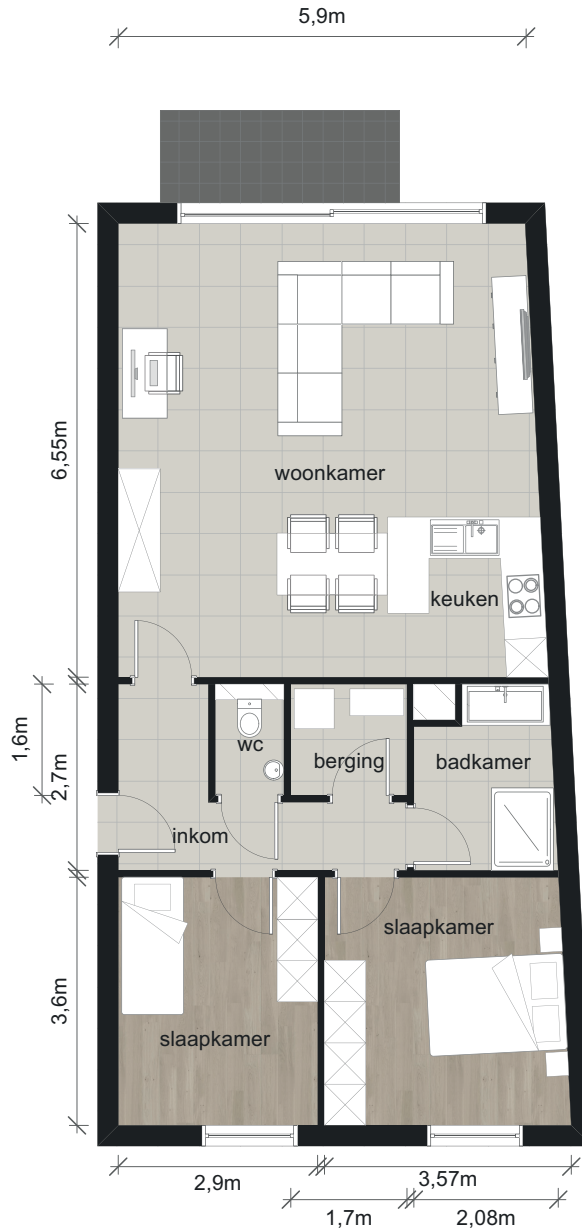 5,9m
6,55m
woonkamer
keuken
1,6m
2,7m
wc
berging
badkamer
inkom
slaapkamer
3,6m
slaapkamer
2,9m
3,57m
1,7m
2,08m